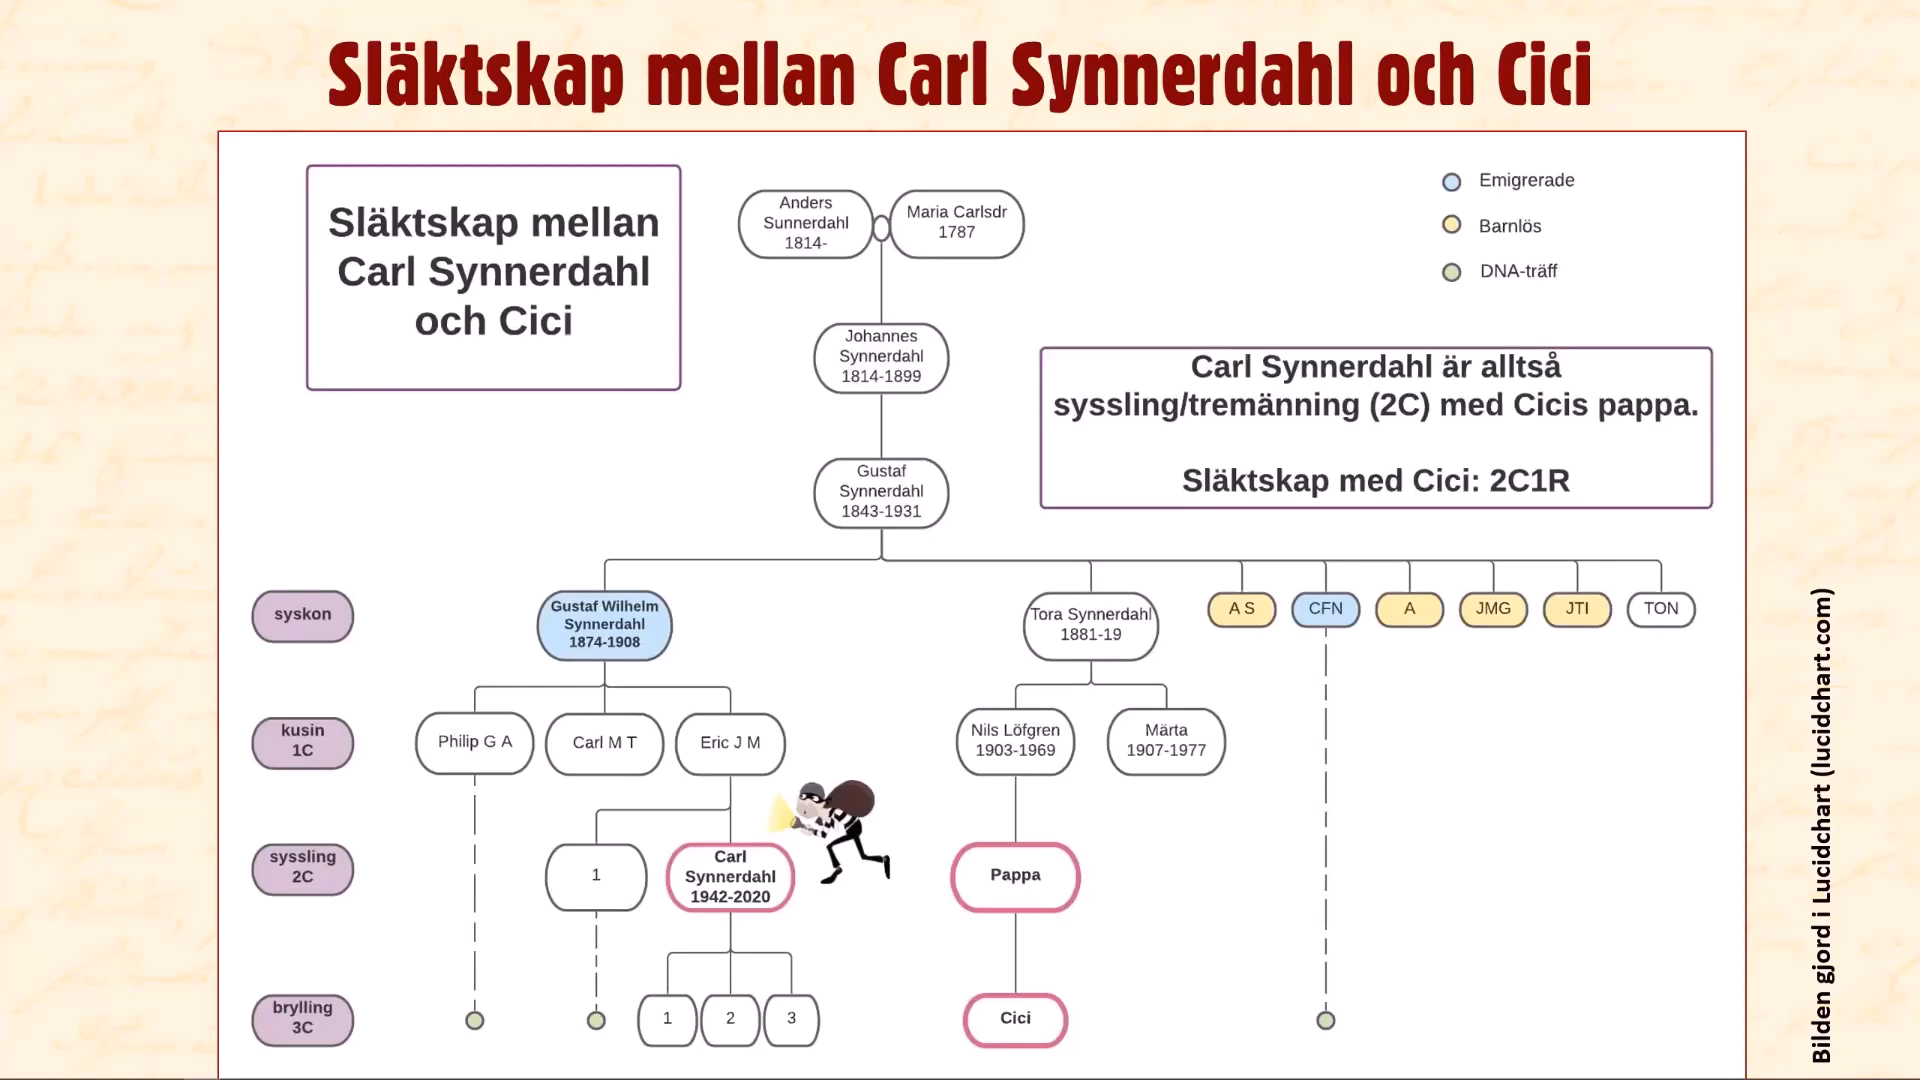 Släktskap mellan Carl Synnerdahl och Cici
Släktskap mellan
Carl Synnerdahl
och Cici
Anders
Sunnerdahl
1814-
Maria Carlsdr
1787
Emigrerade
Barnlös
DNA-träff
Johannes
Synnerdahl
1814-1899
Carl Synnerdahl är alltså
syssling/tremänning (2C) med Cicis pappa.
Släktskap med Cici: 2C1R
Gustaf
Synnerdahl
1843-1931
syskon
Gustaf Wilhelm
Synnerdahl
1874-1908
Tora Synnerdahl
1881-19
A S
CFN
A
JMG
JTI
TON
kusin
1C
Philip G A
Carl M T
Eric J M
Nils Löfgren
1903-1969
Märta
1907-1977
syssling
2C
1
Carl
Synnerdahl
1942-2020
Pappa
brylling
3C
1
2
3
Cici
Bilden gjord i Lucidchart (lucidchart.com)